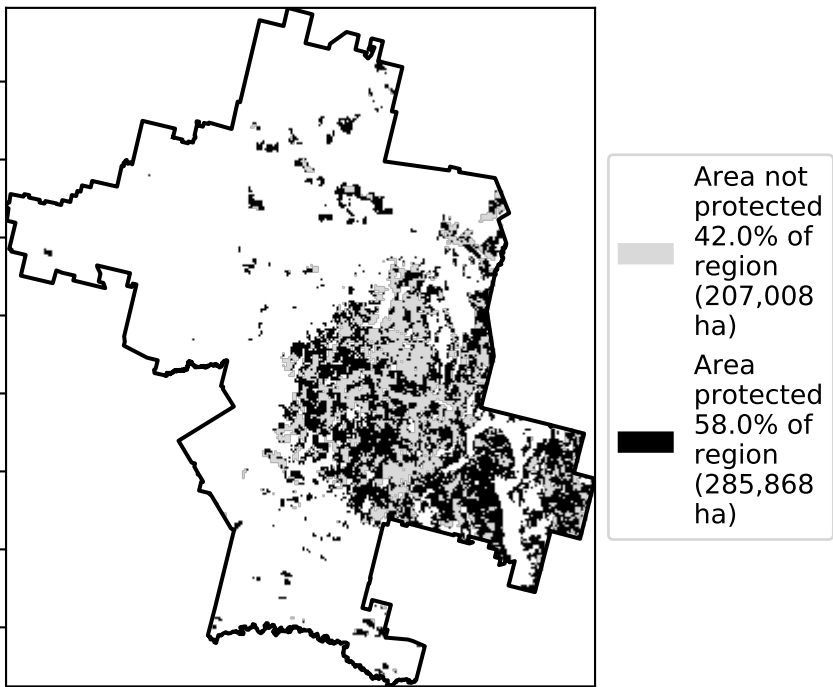 Area not
protected
42.0% of
region
(207,008
ha)
Area
protected
58.0% of
region
(285,868
ha)